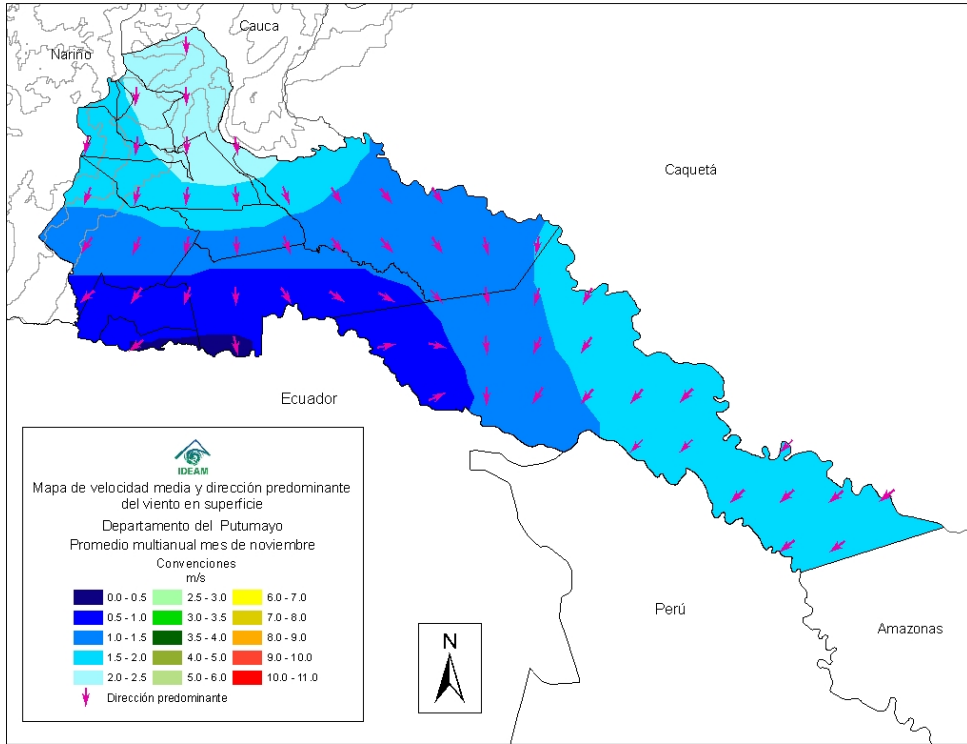 Cauca
Nariño
Caquetá
Ecuador
Perú
Amazonas
N
IDEAM
Mapa de velocidad media y dirección predominante
del viento en superficie
Departamento del Putumayo
Promedio multianual mes de noviembre
Convenciones
m/s
0.0 - 0.5 2.5 - 3.0 6.0 - 7.0
0.5 - 1.0 3.0 - 3.5 7.0 - 8.0
1.0 - 1.5 3.5 - 4.0 8.0 - 9.0
1.5 - 2.0 4.0 - 5.0 9.0 - 10.0
2.0 - 2.5 5.0 - 6.0 10.0 - 11.0
Dirección predominante